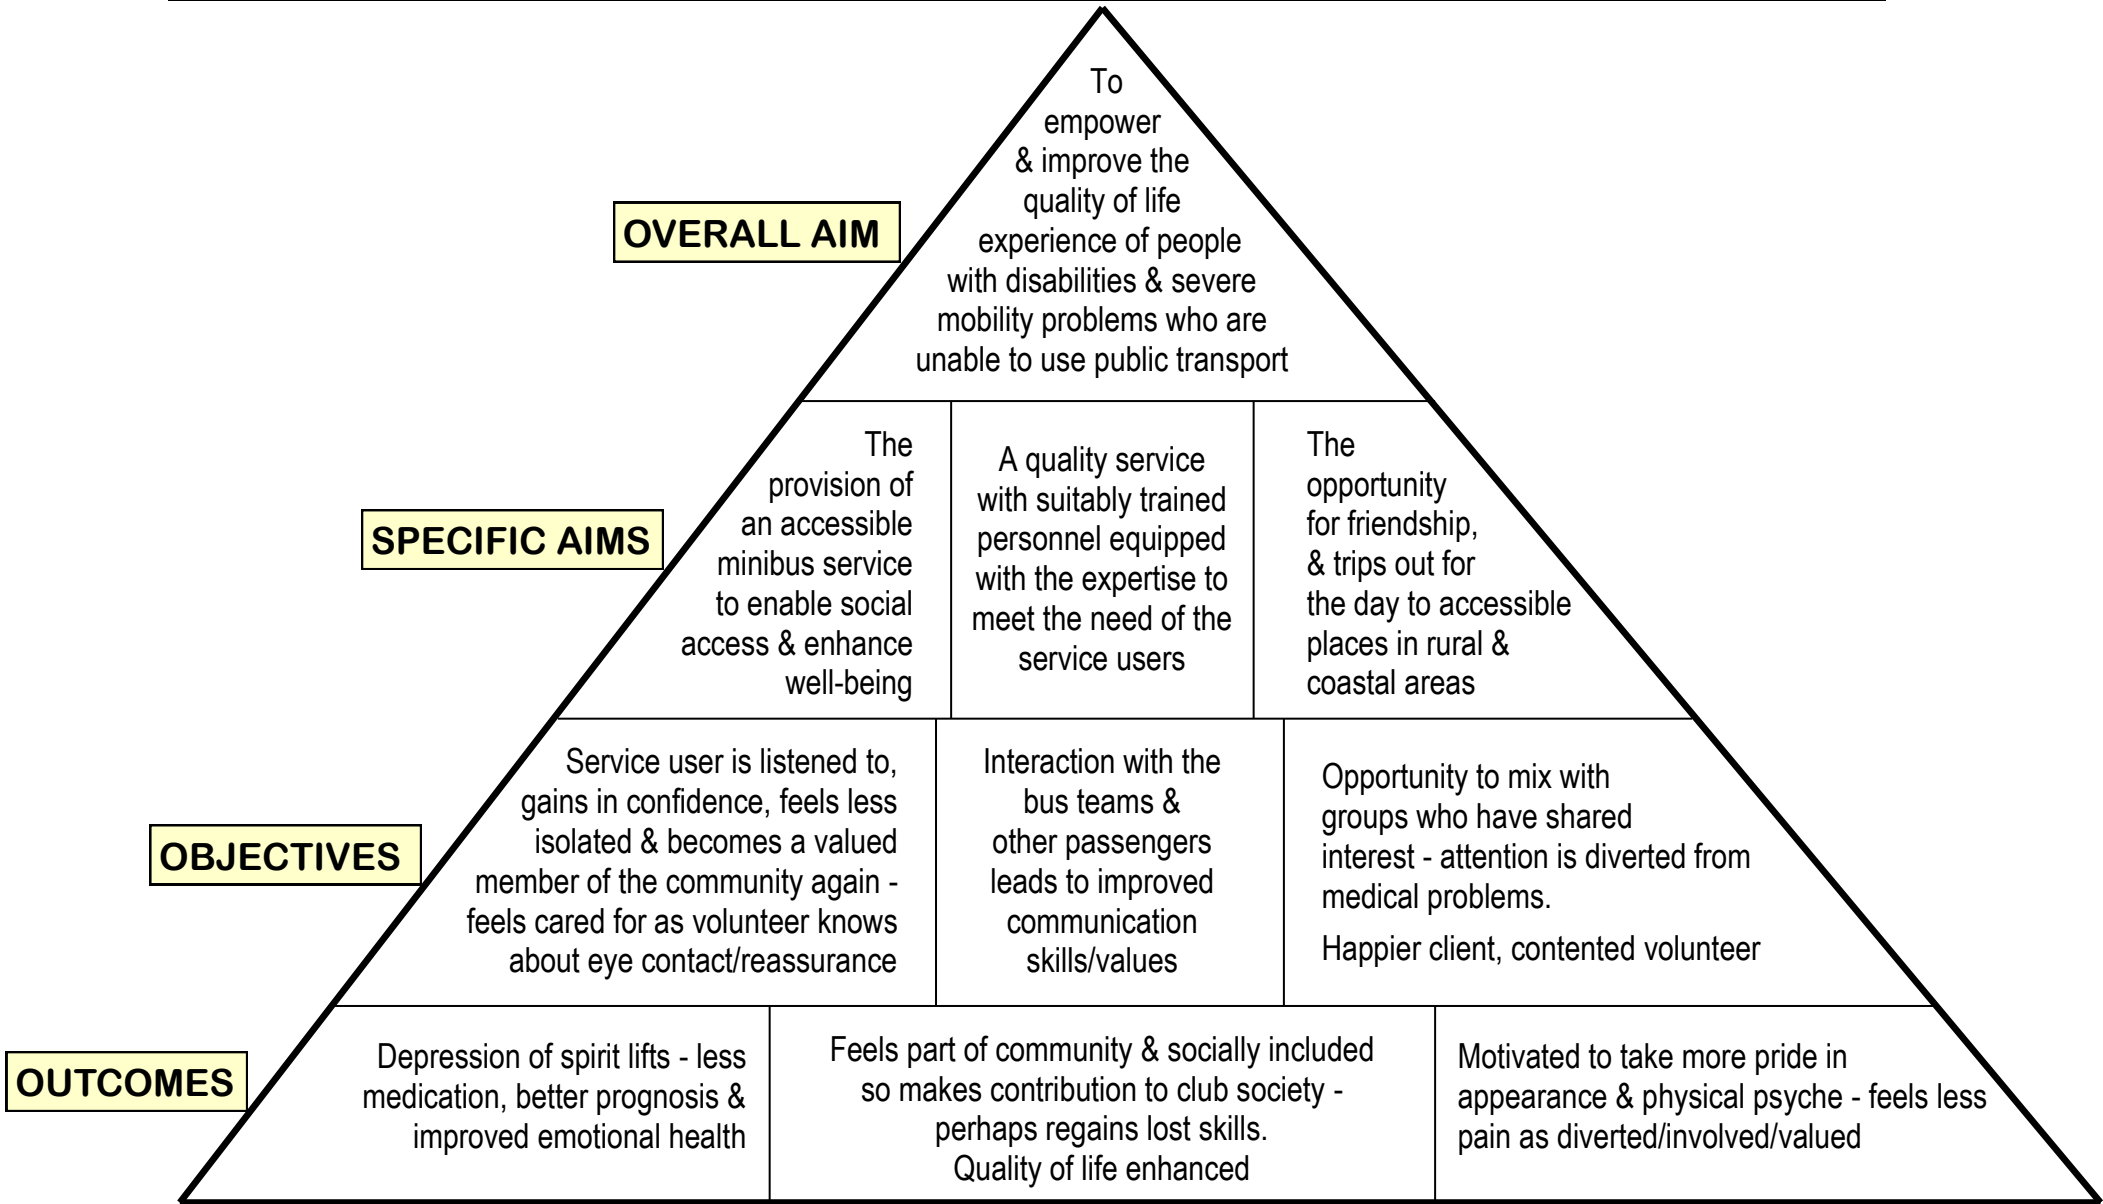 To
empower
& improve the
quality of life
experience of people
with disabilities & severe
mobility problems who are
unable to use public transport
OVERALL AIM
SPECIFIC AIMS
The
provision of
an accessible
minibus service
to enable social
access & enhance
well-being
A quality service
with suitably trained
personnel equipped
with the expertise to
meet the need of the
service users
The
opportunity
for friendship,
& trips out for
the day to accessible
places in rural &
coastal areas
OBJECTIVES
Service user is listened to,
gains in confidence, feels less
isolated & becomes a valued
member of the community again -
feels cared for as volunteer knows
about eye contact/reassurance
Interaction with the
bus teams &
other passengers
leads to improved
communication
skills/values
Opportunity to mix with
groups who have shared
interest - attention is diverted from
medical problems.
Happier client, contented volunteer
OUTCOMES
Depression of spirit lifts - less
medication, better prognosis &
improved emotional health
Feels part of community & socially included
so makes contribution to club society -
perhaps regains lost skills.
Quality of life enhanced
Motivated to take more pride in
appearance & physical psyche - feels less
pain as diverted/involved/valued